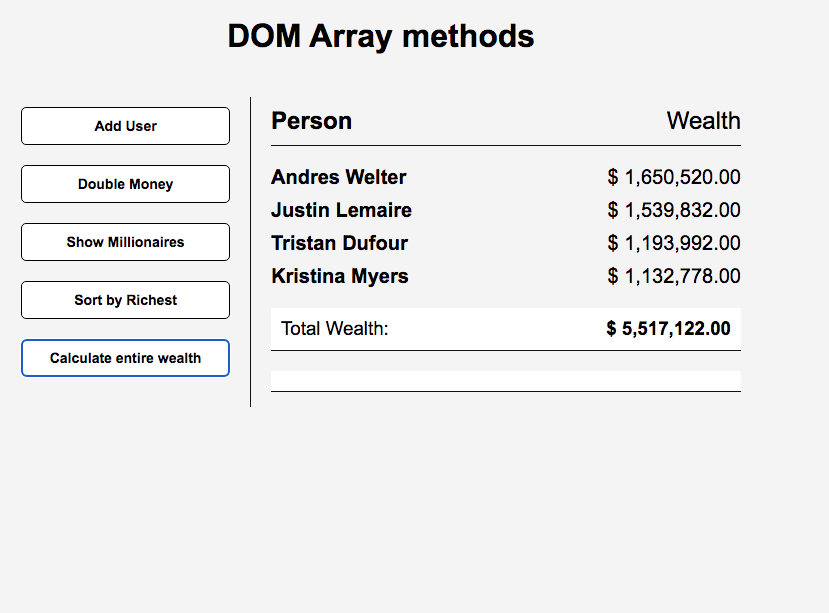 DOM Array methods
Add User
Double Money
Show Millionaires
Sort by Richest
Calculate entire wealth
Person Wealth
Andres Welter $ 1,650,520.00
Justin Lemaire $ 1,539,832.00
Tristan Dufour $ 1,193,992.00
Kristina Myers $ 1,132,778.00
Total Wealth: $ 5,517,122.00